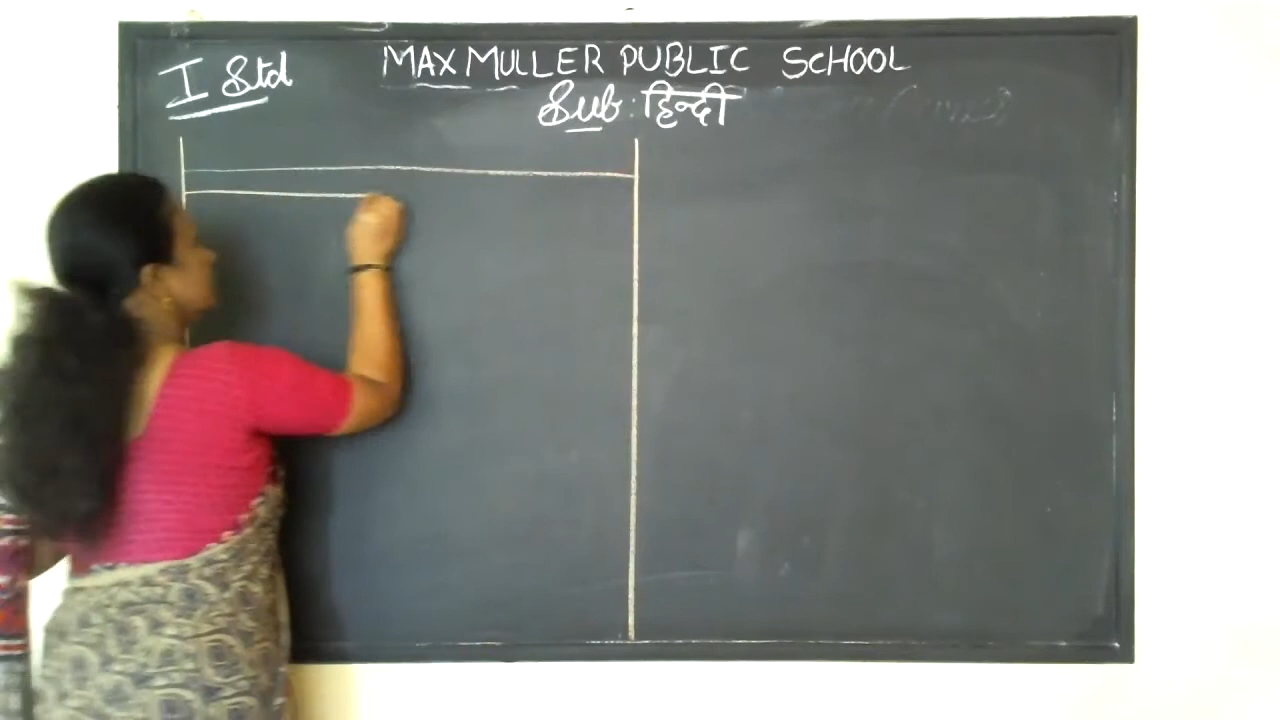 I Std
MAX MULLER PUBLIC SCHOOL
Sub : हिन्दी